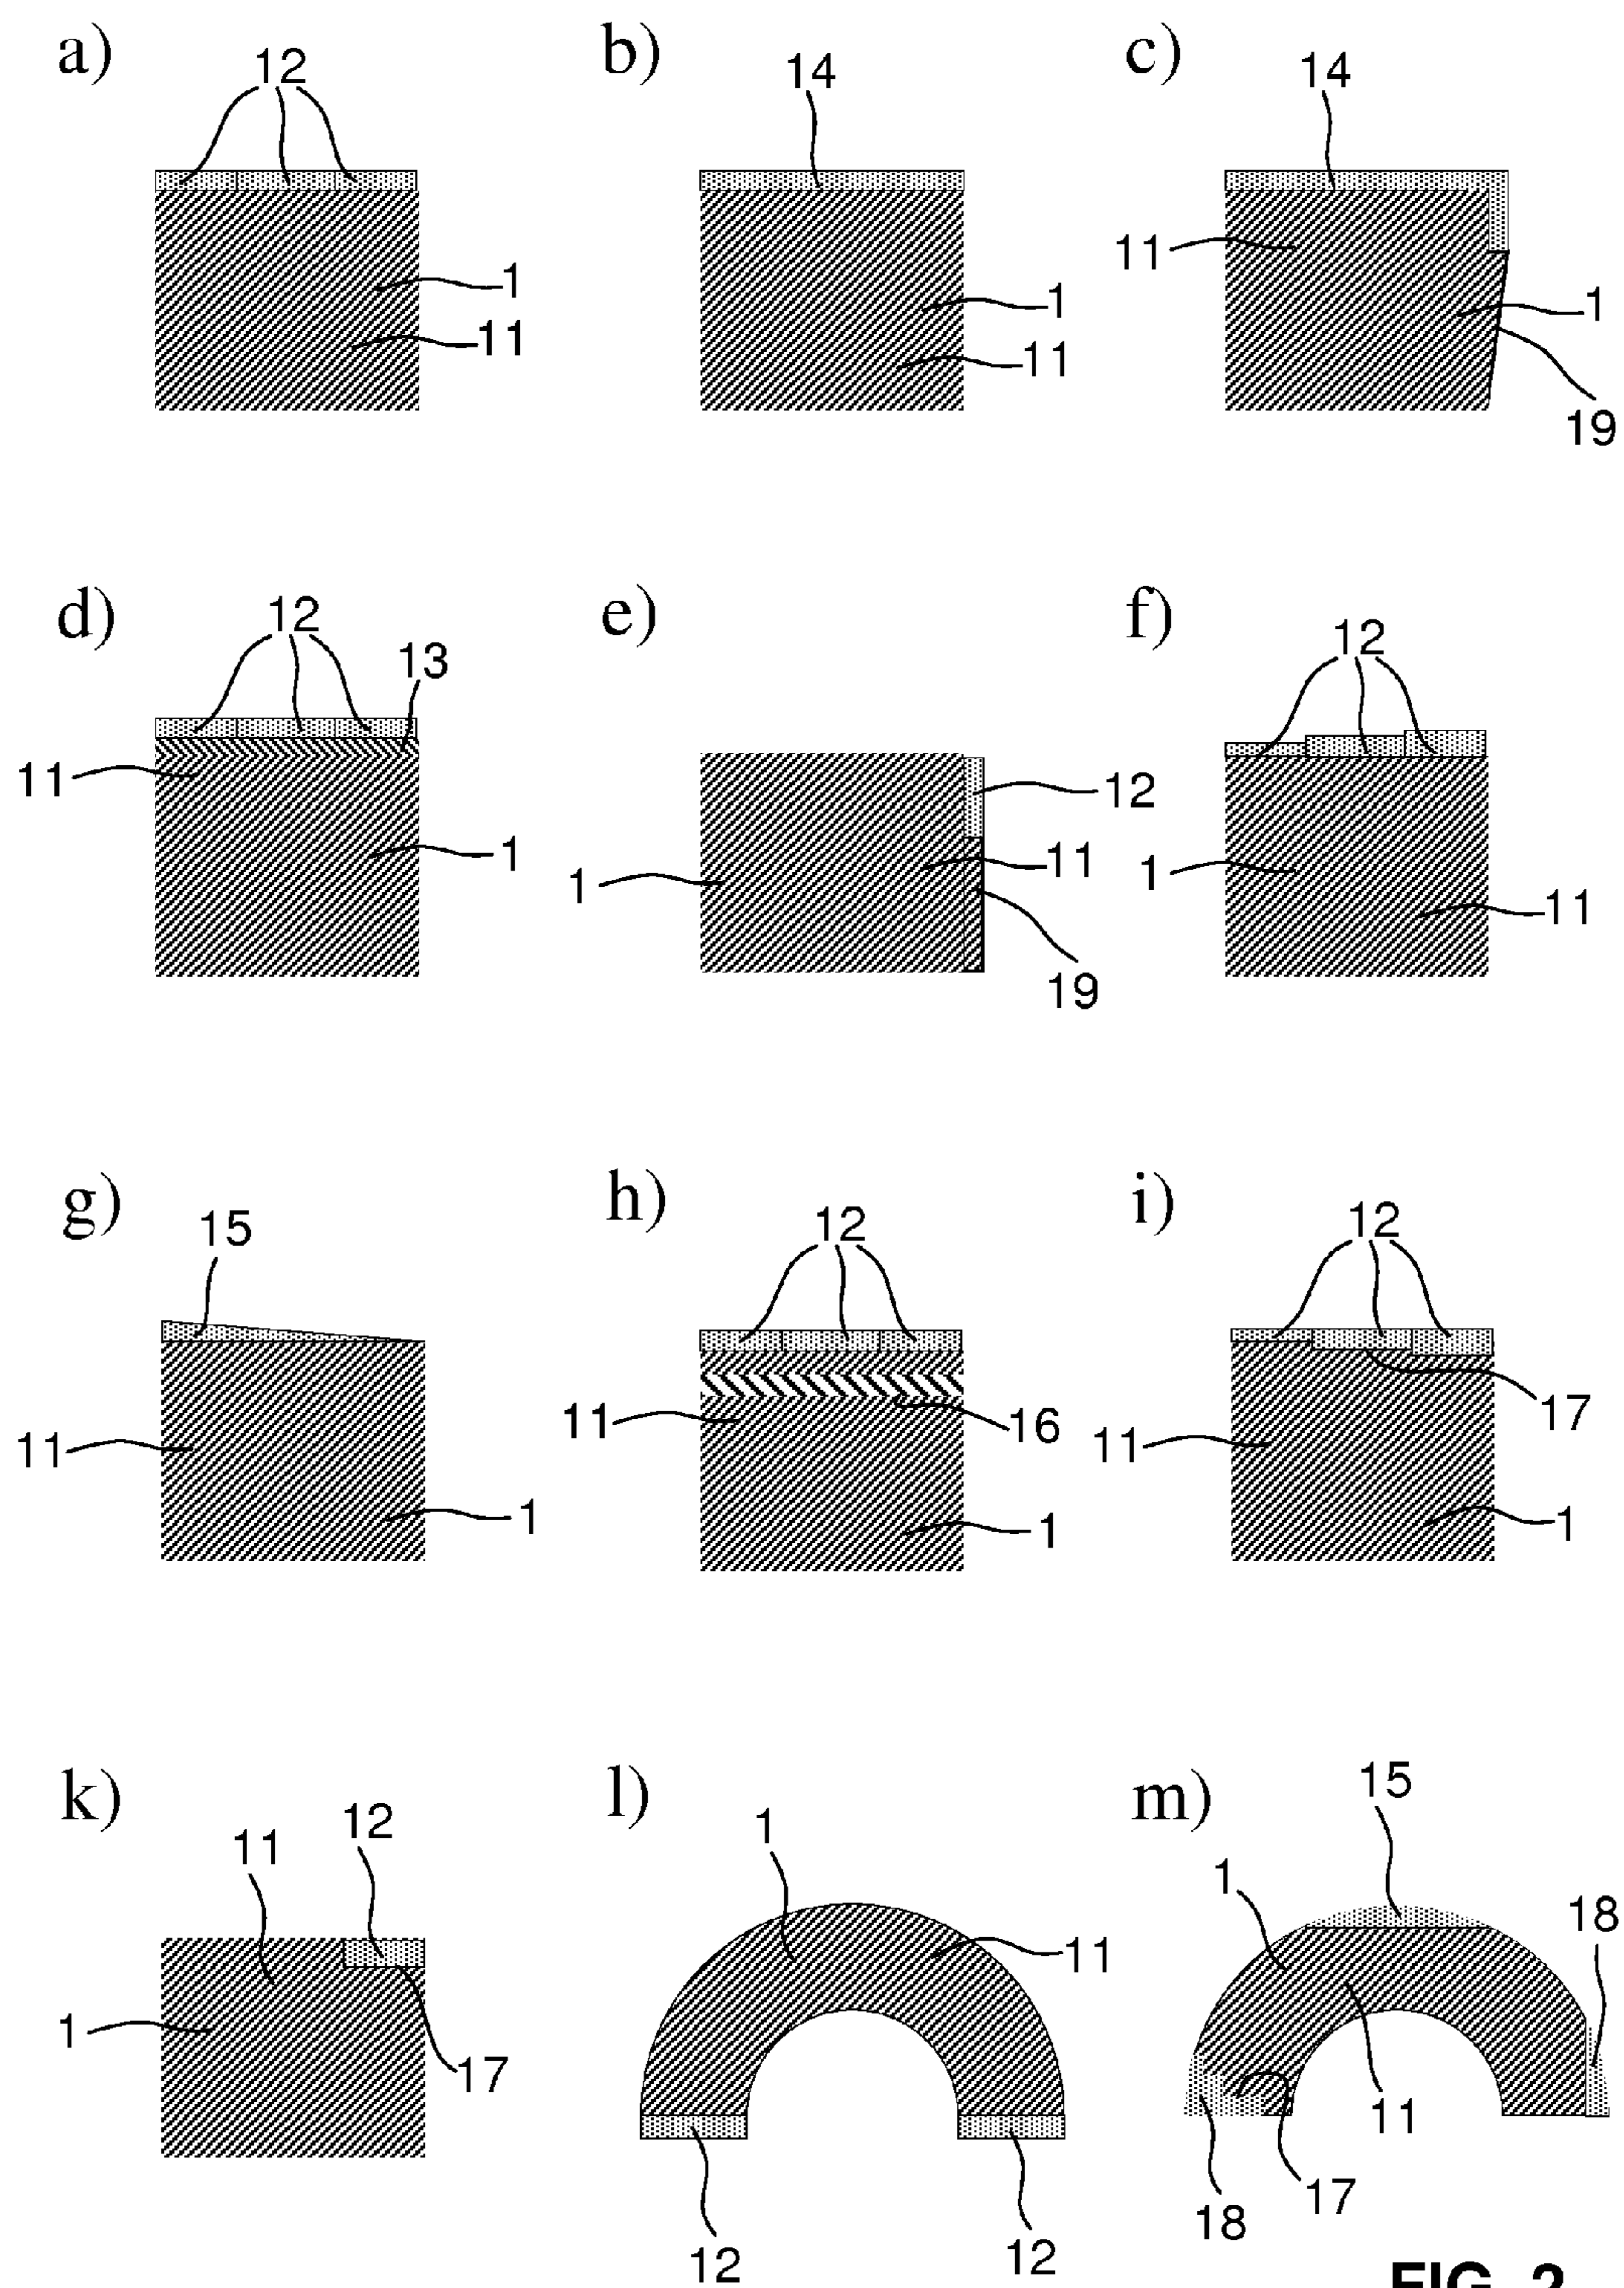 a) b) c)
12 14 14
1 11 1
11 1 11 19
d) e) f)
12 13 12
11 12
1 1 11 1 11
19
g) h) i)
15 12 12
11 11 16 11 17
1 1 1
k) l) m)
11 12 1 15 1 18
1 17 11 11
12 12 18 17
FIG. 2